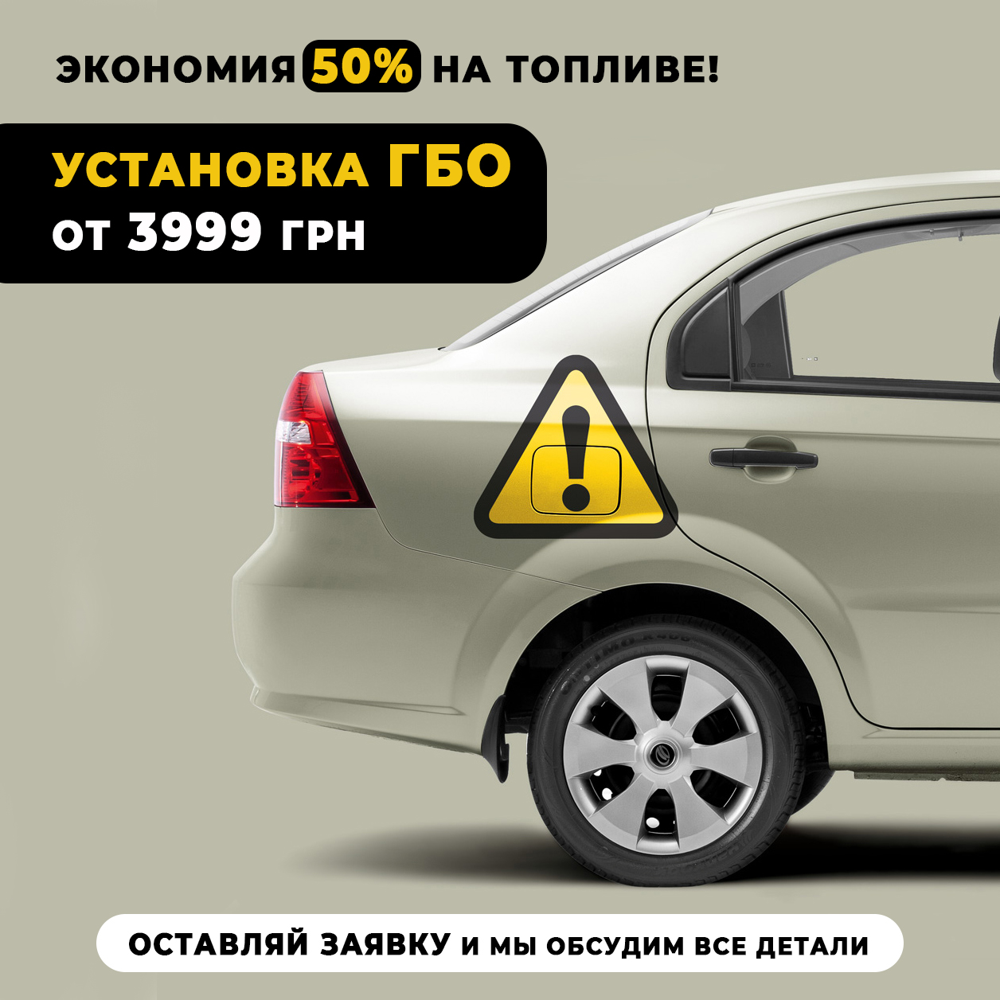 ЭКОНОМИЯ 50% НА ТОПЛИВЕ!
УСТАНОВКА ГБО
ОТ 3999 ГРН
!
ОСТАВЛЯЙ ЗАЯВКУ И МЫ ОБСУДИМ ВСЕ ДЕТАЛИ